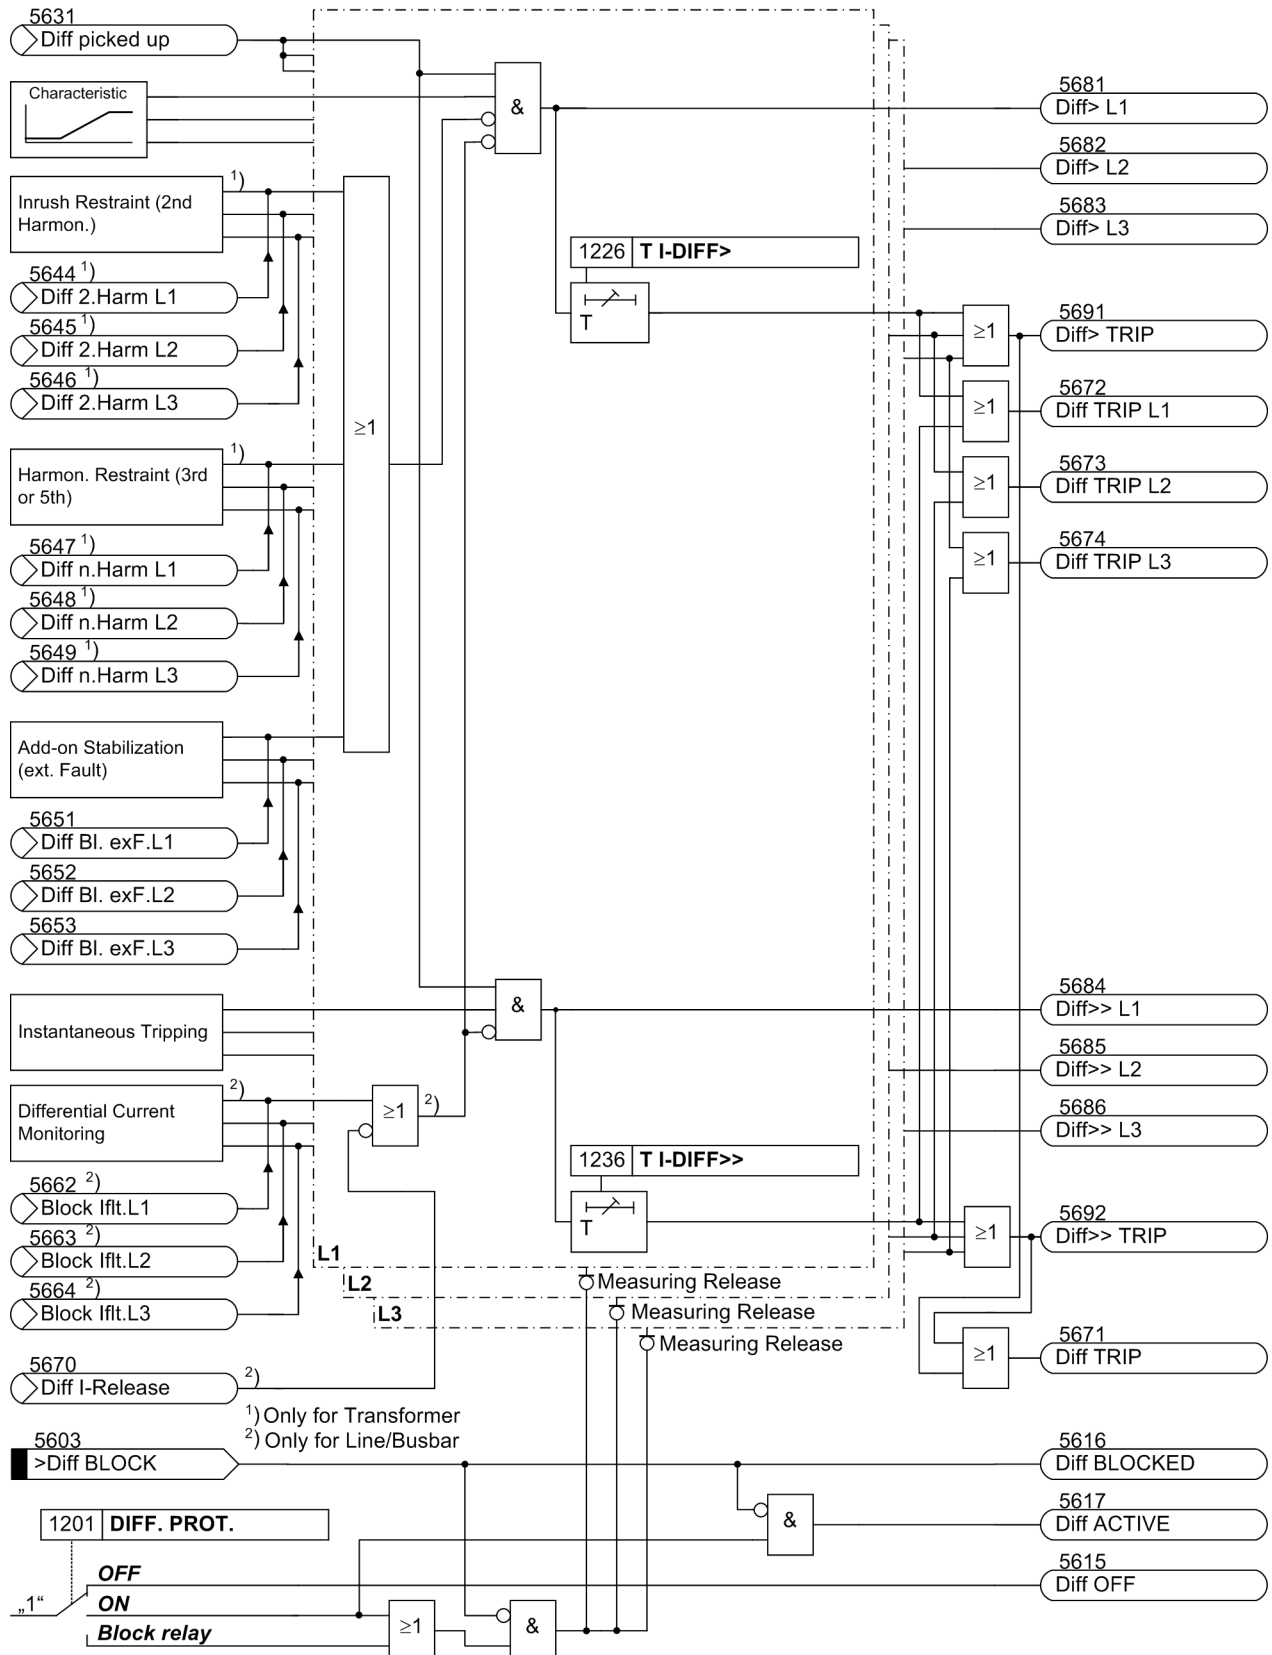 5631
Diff picked up
Characteristic
&
5681
Diff> L1
5682
Diff> L2
5683
Diff> L3
1)
Inrush Restraint (2nd
Harmon.)
1226 T I-DIFF>
T
5644 1)
Diff 2.Harm L1
5645 1)
Diff 2.Harm L2
5646 1)
Diff 2.Harm L3
≥1
5691
Diff> TRIP
≥1
5672
Diff TRIP L1
≥1
5673
Diff TRIP L2
≥1
5674
Diff TRIP L3
≥1
1)
Harmon. Restraint (3rd
or 5th)
5647 1)
Diff n.Harm L1
5648 1)
Diff n.Harm L2
5649 1)
Diff n.Harm L3
Add-on Stabilization
(ext. Fault)
5651
Diff Bl. exF.L1
5652
Diff Bl. exF.L2
5653
Diff Bl. exF.L3
Instantaneous Tripping
&
5684
Diff>> L1
5685
Diff>> L2
5686
Diff>> L3
2)
Differential Current
Monitoring
≥1
2)
1236 T I-DIFF>>
T
5662 2)
Block Iflt.L1
5663 2)
Block Iflt.L2
5664 2)
Block Iflt.L3
≥1
5692
Diff>> TRIP
L1
L2
L3
Measuring Release
Measuring Release
Measuring Release
≥1
5671
Diff TRIP
5670
Diff I-Release
2)
1) Only for Transformer
2) Only for Line/Busbar
5603
>Diff BLOCK
5616
Diff BLOCKED
1201 DIFF. PROT.
&
5617
Diff ACTIVE
„1“
OFF
ON
Block relay
5615
Diff OFF
≥1
&